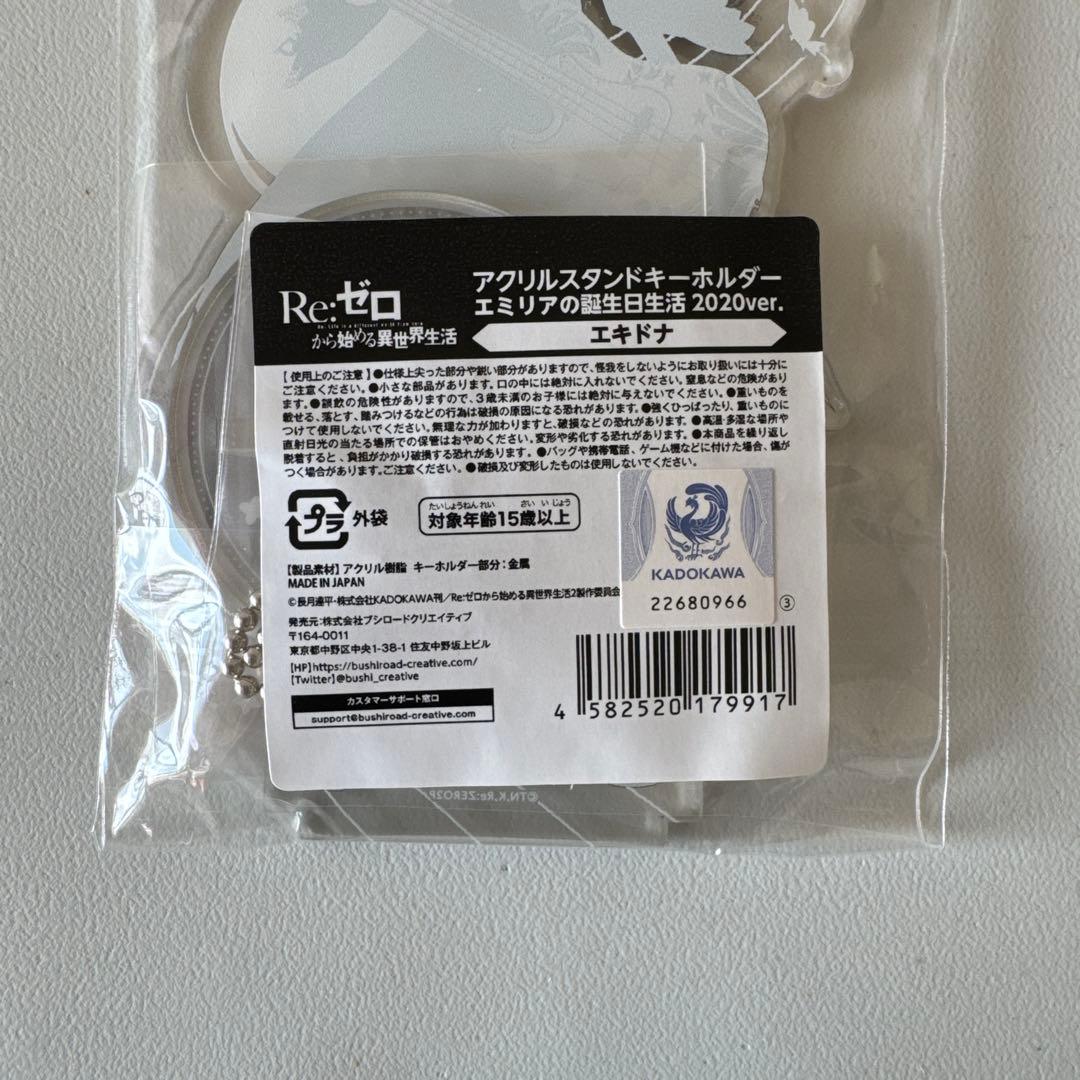 Re:ゼロ
Re: Life in a different world from zero
から始める異世界生活
アクリルスタンドキーホルダー
エミリアの誕生日生活 2020ver.
エキドナ
【使用上のご注意】●仕様上尖った部分や鋭い部分がありますので、怪我をしないようにお取り扱いには十分に
ご注意ください。●小さな部品があります。口の中には絶対に入れないでください。窒息などの危険があり
ます。●誤飲の危険性がありますので、3歳未満のお子様には絶対に与えないでください。●重いものを
載せる、落とす、踏みつけるなどの行為は破損の原因になる恐れがあります。●強くひっぱったり、重いものに
つけて使用しないでください。無理な力が加わりますと、破損などの恐れがあります。●高温・多湿な場所や
直射日光の当たる場所での保管はおやめください。変形や劣化する恐れがあります。●本商品を繰り返し
脱着すると、負担がかかり破損する恐れがあります。●バッグや携帯電話、ゲーム機などに付けた場合、傷が
つく場合があります。ご注意ください。●破損及び変形したものは使用しないでください。
プラ 外袋
たいしょうねんれい さい いじょう
対象年齢15歳以上
【製品素材】アクリル樹脂 キーホルダー部分：金属
MADE IN JAPAN
©長月達平・株式会社KADOKAWA刊／Re:ゼロから始める異世界生活2製作委員会
発売元：株式会社ブシロードクリエイティブ
〒164-0011
東京都中野区中央1-38-1 住友中野坂上ビル
【HP】https://bushiroad-creative.com/
【Twitter】@bushi_creative
カスタマーサポート窓口
support@bushiroad-creative.com
KADOKAWA
22680966
③
4 582520 179917
©TN,K,Re:ZERO2P